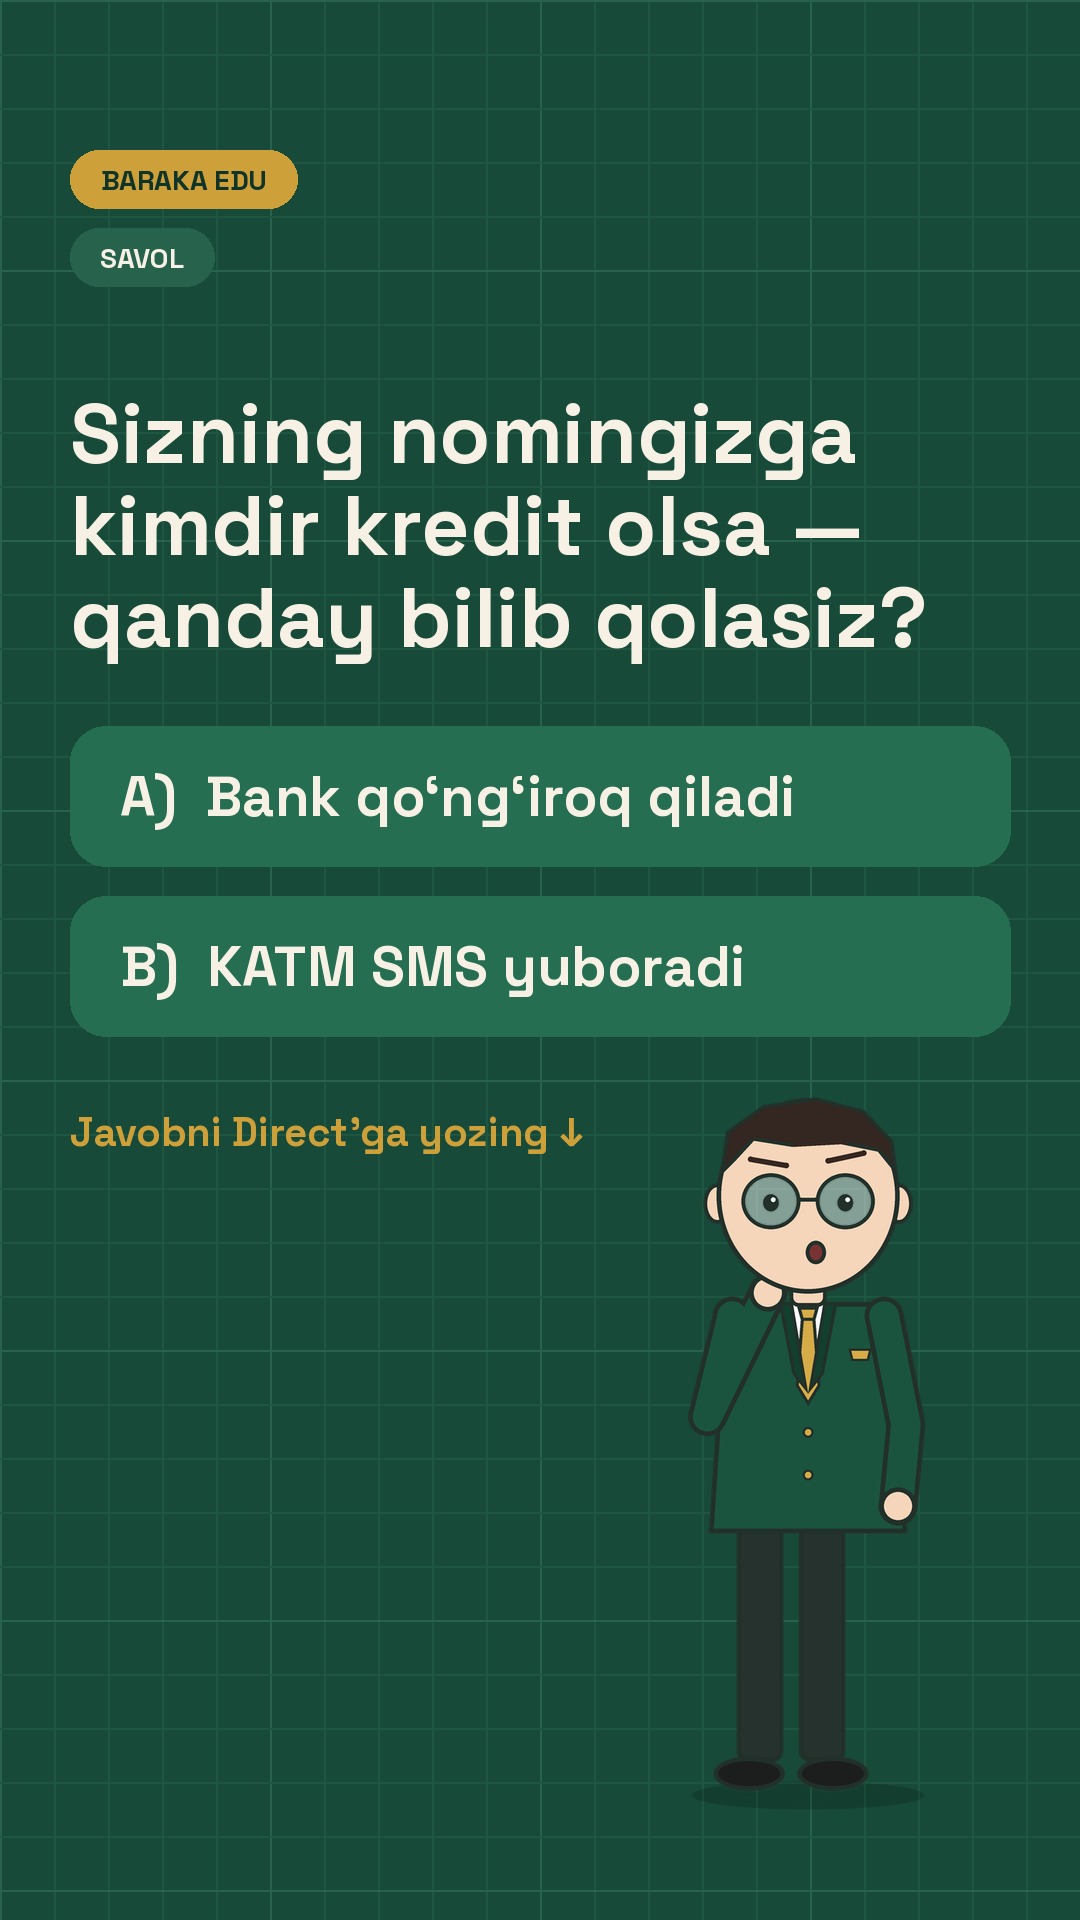 BARAKA EDU
SAVOL
Sizning nomingizga
kimdir kredit olsa —
qanday bilib qolasiz?
A) Bank qo‘ng‘iroq qiladi
B) KATM SMS yuboradi
Javobni Direct’ga yozing ↓